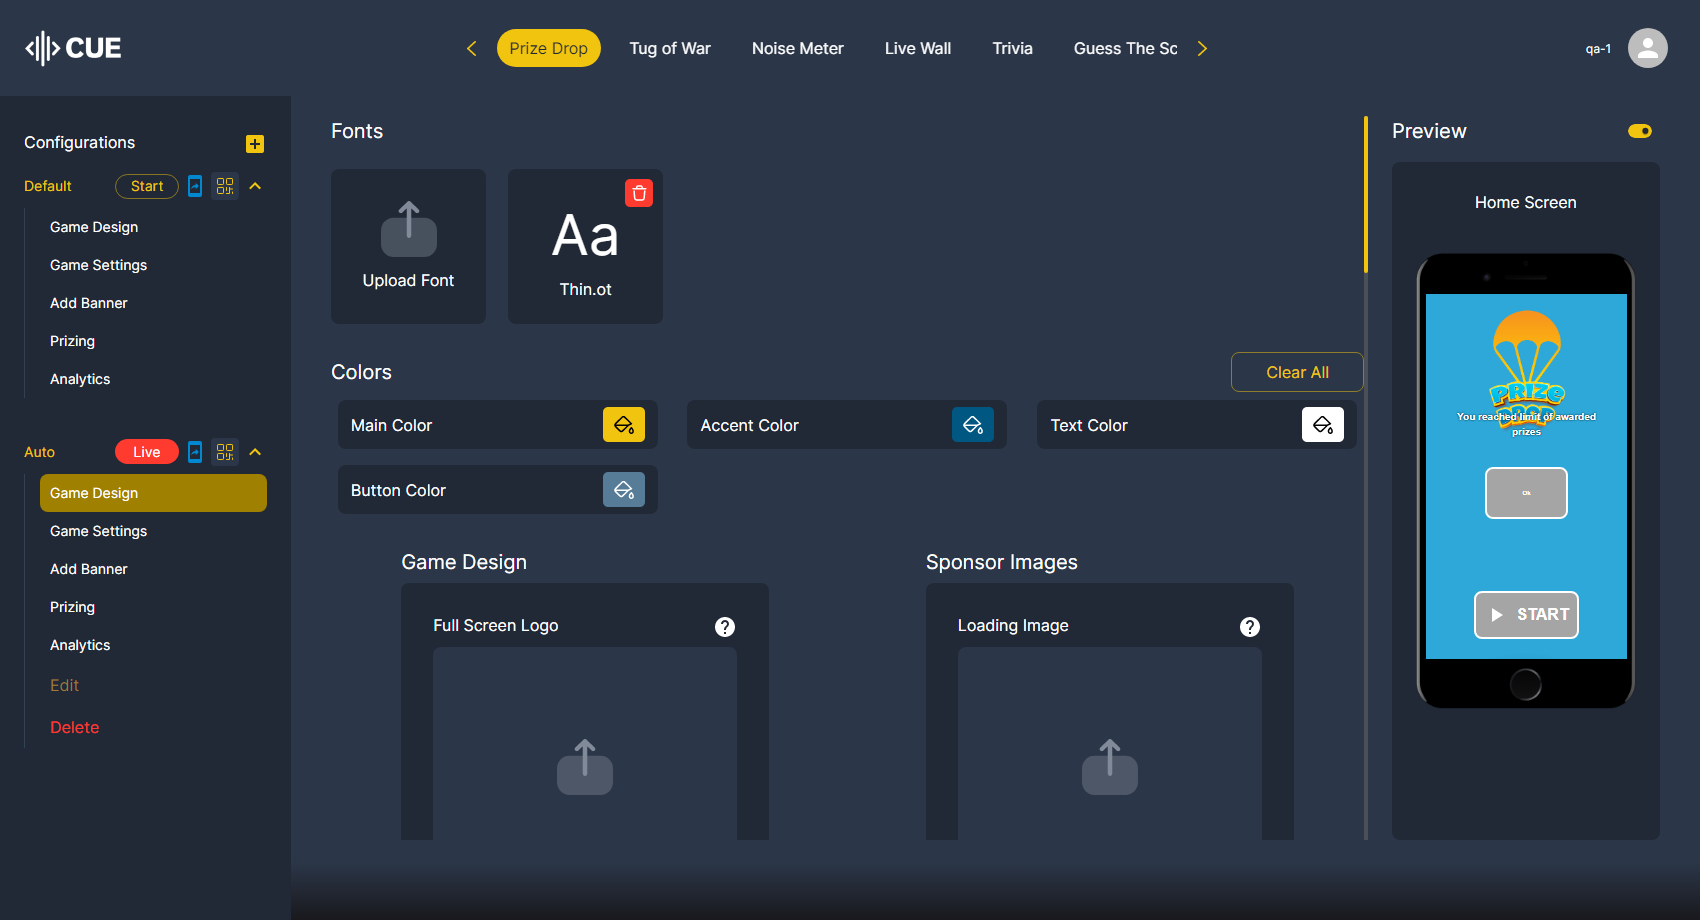 CUE
Prize Drop
Tug of War
Noise Meter
Live Wall
Trivia
Guess The Sc
qa-1
Configurations
Default
Start
Game Design
Game Settings
Add Banner
Prizing
Analytics
Auto
Live
Game Design
Game Settings
Add Banner
Prizing
Analytics
Edit
Delete
Fonts
Upload Font
Aa
Thin.ot
Colors
Clear All
Main Color
Accent Color
Text Color
Button Color
Game Design
Full Screen Logo
?
Sponsor Images
Loading Image
?
Preview
Home Screen
PRIZE
DROP
You reached limit of awarded
prizes
Ok
START